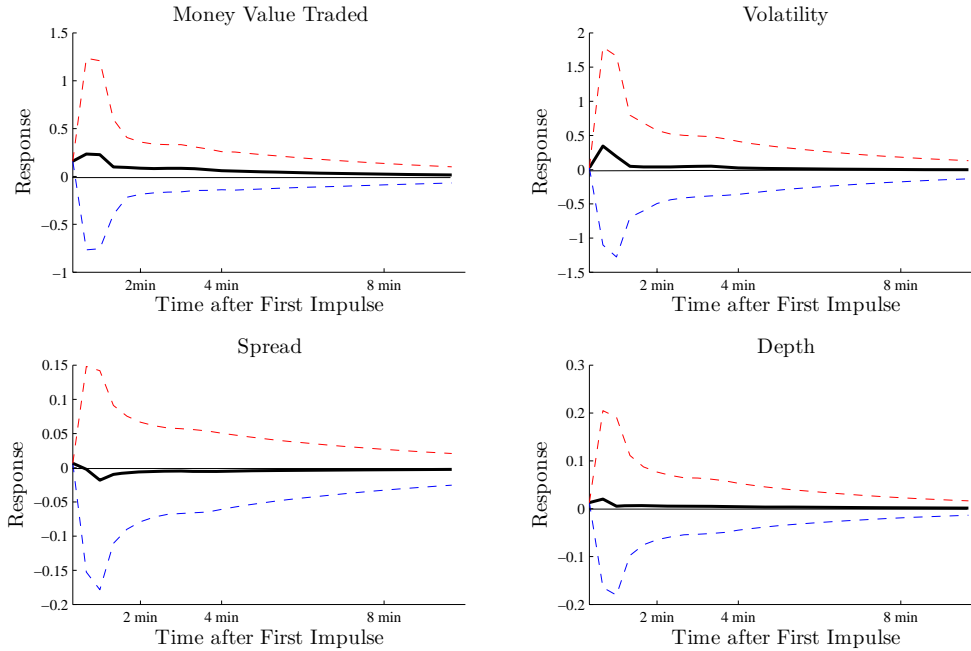 Money Value Traded
1.5
1
0.5
0
−0.5
−1
Response
2min
4 min
8 min
Time after First Impulse
Volatility
2
1.5
1
0.5
0
−0.5
−1
−1.5
Response
2min
4 min
8 min
Time after First Impulse
Spread
0.15
0.1
0.05
0
−0.05
−0.1
−0.15
−0.2
Response
2 min
4 min
8 min
Time after First Impulse
Depth
0.3
0.2
0.1
0
−0.1
−0.2
Response
2 min
4 min
8 min
Time after First Impulse